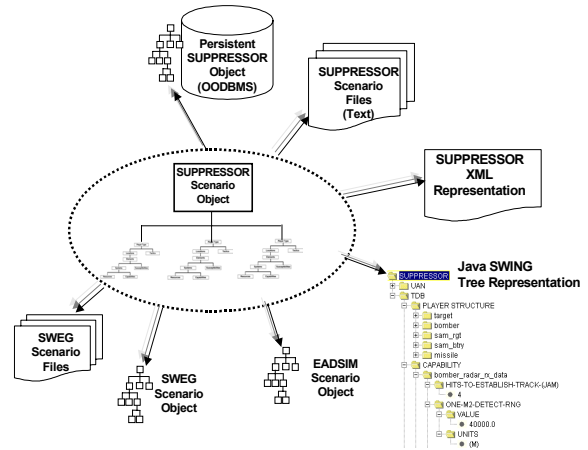 Persistent
SUPPRESSOR
Object
(OODBMS)
SUPPRESSOR
Scenario
Files
(Text)
SUPPRESSOR
XML
Representation
SUPPRESSOR
Scenario
Object
Java SWING
Tree Representation
SUPPRESSOR
UAN
TDB
PLAYER STRUCTURE
target
bomber
sam_rgt
sam_btry
missile
CAPABILITY
bomber_radar_rx_data
HITS-TO-ESTABLISH-TRACK-(JAM)
4
ONE-M2-DETECT-RNG
VALUE
40000.0
UNITS
(M)
SWEG
Scenario
Files
SWEG
Scenario
Object
EADSIM
Scenario
Object